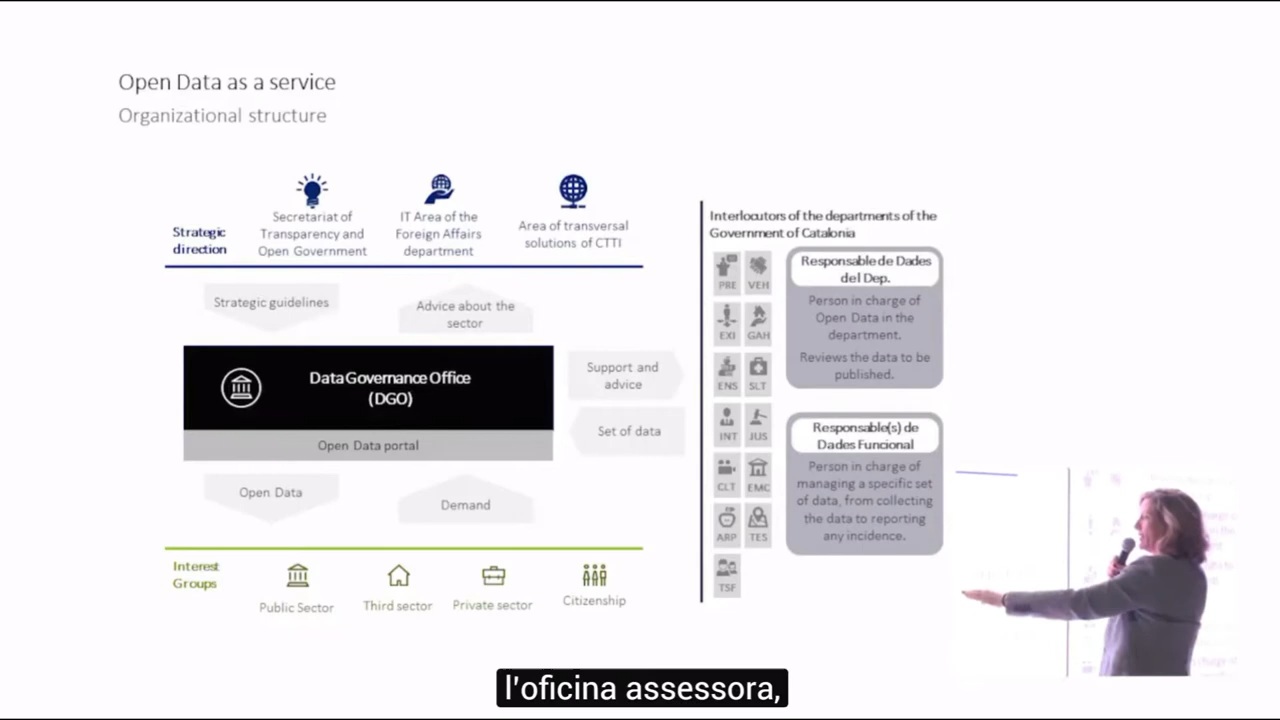 Open Data as a service
Organizational structure
Strategic
direction
Secretariat of
Transparency and
Open Government
IT Area of the
Foreign Affairs
department
Area of transversal
solutions of CTTI
Strategic guidelines
Advice about the
sector
Data Governance Office
(DGO)
Open Data portal
Support and
advice
Set of data
Open Data
Demand
Interest
Groups
Public Sector
Third sector
Private sector
Citizenship
Interlocutors of the departments of the
Government of Catalonia
PRE VEH
EXI GAH
ENS SLT
INT JUS
CLT EMC
ARP TES
TSF
Responsable de Dades
del Dep.
Person in charge of
Open Data in the
department.
Reviews the data to be
published.
Responsable(s) de
Dades Funcional
Person in charge of
managing a specific set
of data, from collecting
the data to reporting
any incidence.
l'oficina assessora,